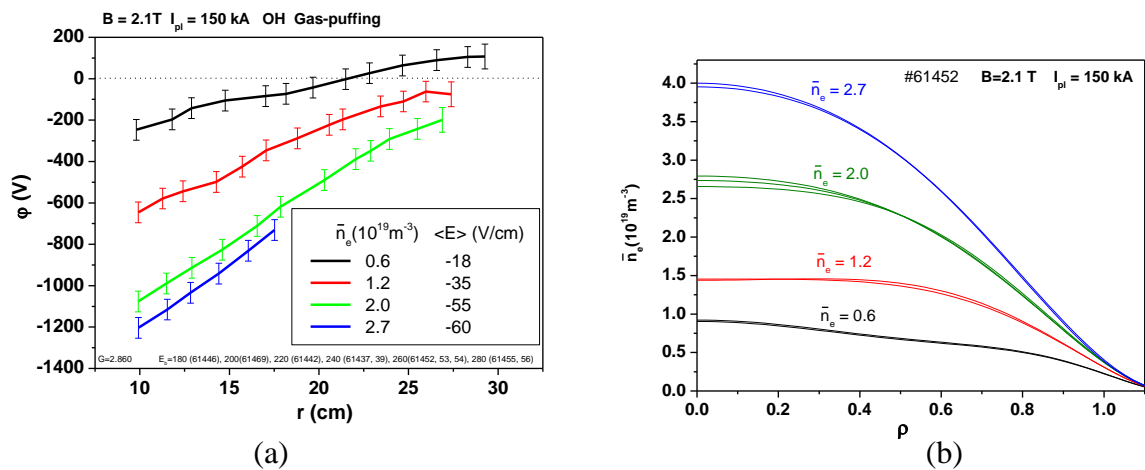 B = 2.1T I_pl = 150 kA OH Gas-puffing
200
0
-200
-400
-600
-800
-1000
-1200
-1400
φ (V)
n̄_e(10^19m^-3) <E> (V/cm)
0.6 -18
1.2 -35
2.0 -55
2.7 -60
G=2.860 E_b=180 (61446), 200(61469), 220 (61442), 240 (61437, 39), 260(61452, 53, 54), 280 (61455, 56)
10 15 20 25 30
r (cm)
(a)
#61452 B=2.1 T I_pl = 150 kA
n̄_e = 2.7
n̄_e = 2.0
n̄_e = 1.2
n̄_e = 0.6
4.0
3.5
3.0
2.5
2.0
1.5
1.0
0.5
0.0
n̄_e(10^19m^-3)
0.0 0.2 0.4 0.6 0.8 1.0
ρ
(b)